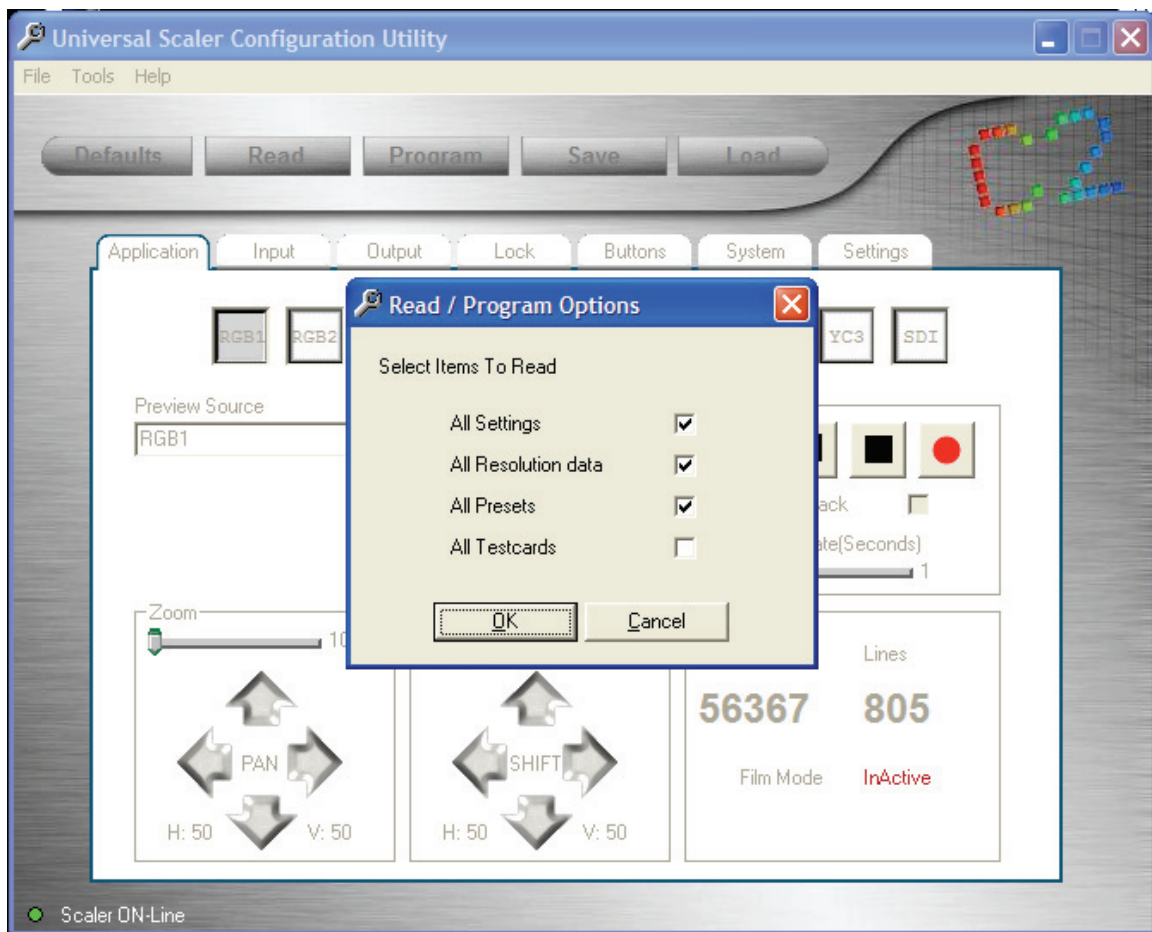 Universal Scaler Configuration Utility
File Tools Help
Defaults Read Program Save Load
C2
Application Input Output Lock Buttons System Settings
RGB1 RGB2 YC3 SDI
Read / Program Options
Select Items To Read
All Settings
All Resolution data
All Presets
All Testcards
OK Cancel
Preview Source
RGB1
ack
ate(Seconds)
1
Zoom
10
PAN
H: 50 V: 50
SHIFT
H: 50 V: 50
Lines
56367 805
Film Mode InActive
Scaler ON-Line